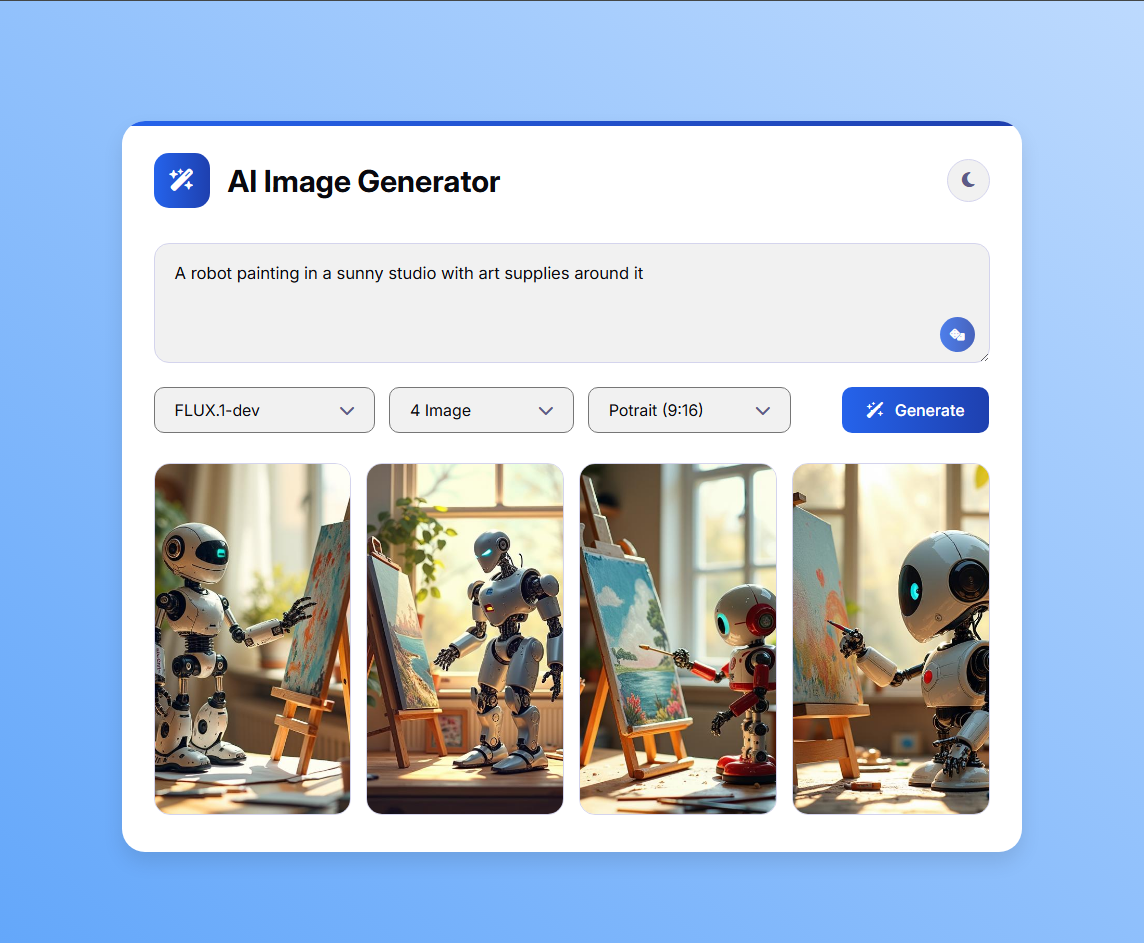 AI Image Generator
A robot painting in a sunny studio with art supplies around it
FLUX.1-dev
4 Image
Potrait (9:16)
Generate